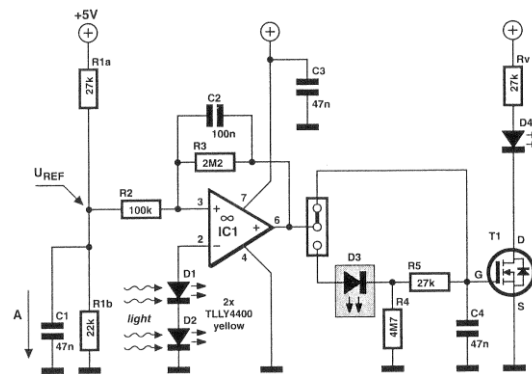 +5V
R1a
27k
C3
47n
Rv
27k
C2
100n
D4
R3
2M2
UREF
R2
100k
3
+
7
∞
IC1
+
6
2
−
4
T1
D
G
S
D1
D2
light
2x
TLLY4400
yellow
D3
R5
27k
R4
4M7
C4
47n
A
C1
47n
R1b
22k